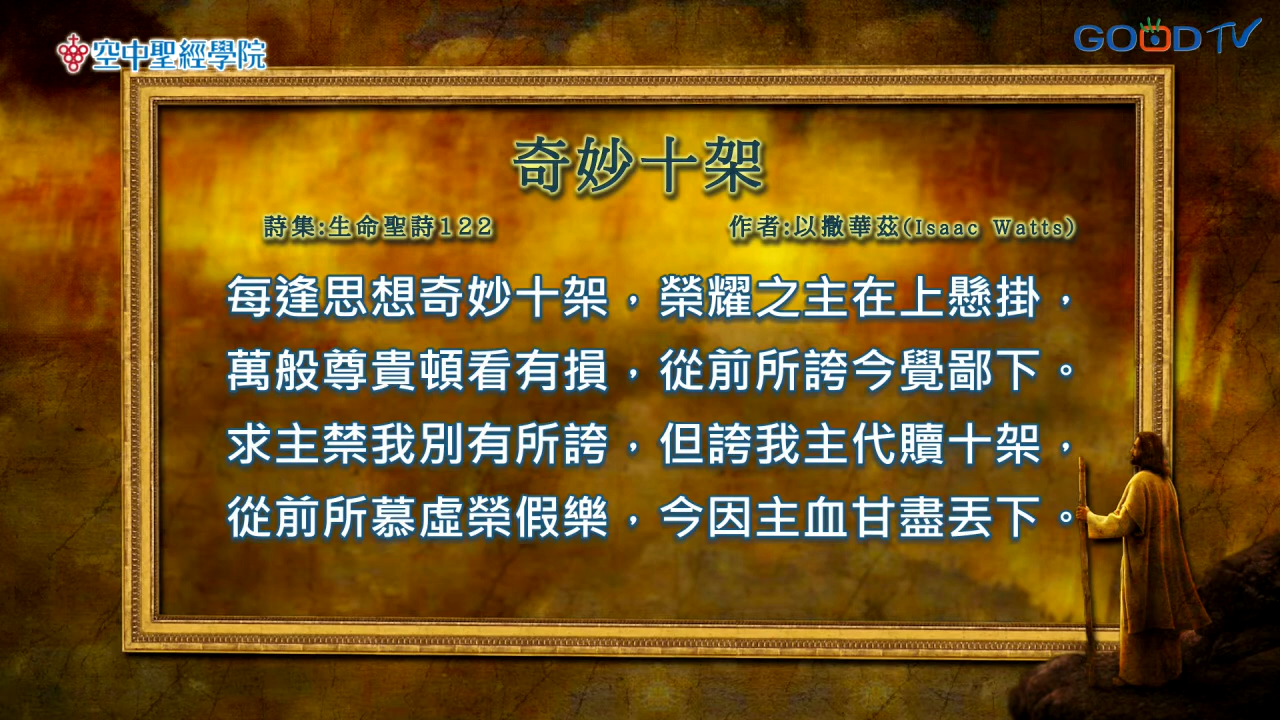 空中聖經學院
GOOD TV
奇妙十架
詩集:生命聖詩122
作者:以撒華茲(Isaac Watts)
每逢思想奇妙十架，榮耀之主在上懸掛，
萬般尊貴頓看有損，從前所誇今覺鄙下。
求主禁我別有所誇，但誇我主代贖十架，
從前所慕虛榮假樂，今因主血甘盡丟下。